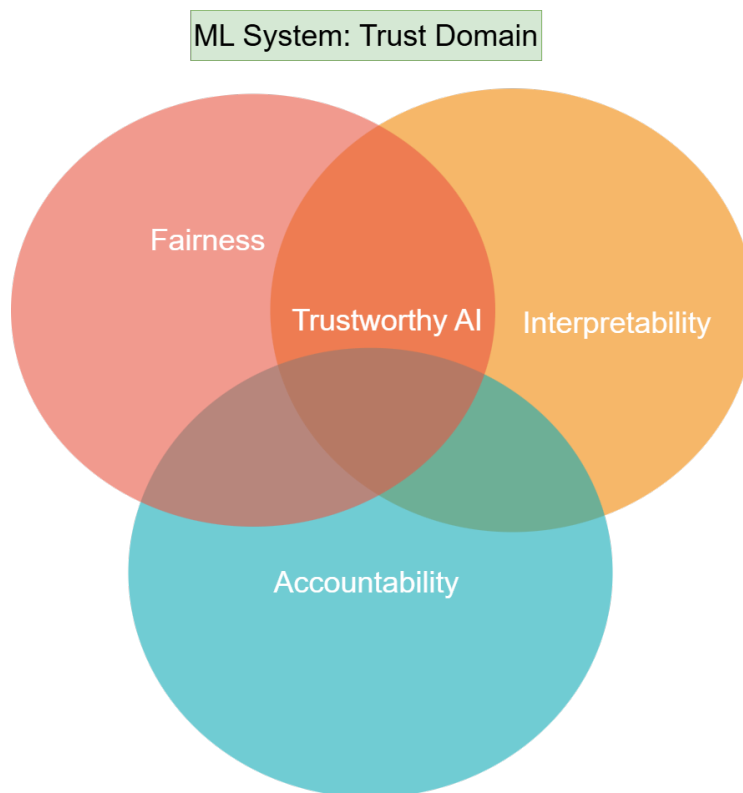 ML System: Trust Domain
Fairness
Trustworthy AI
Interpretability
Accountability